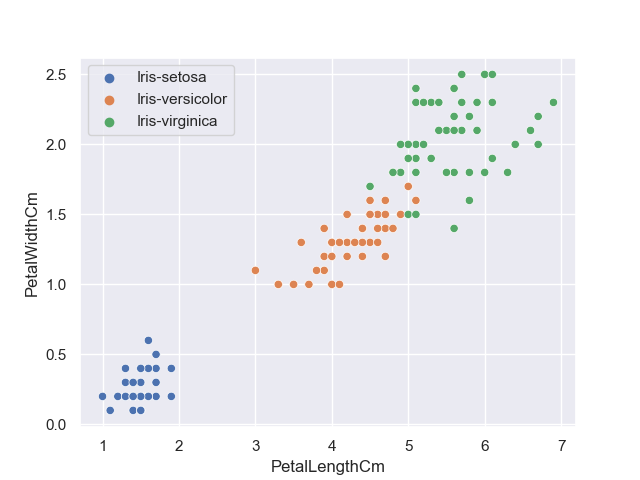 Iris-setosa
Iris-versicolor
Iris-virginica
2.5
2.0
1.5
1.0
0.5
0.0
PetalWidthCm
1 2 3 4 5 6 7
PetalLengthCm